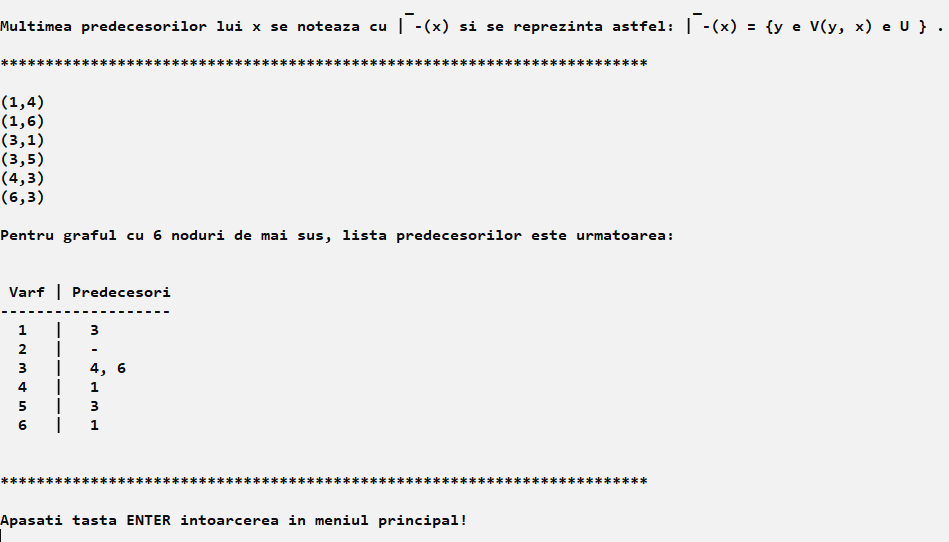 Multimea predecesorilor lui x se noteaza cu |‾-(x) si se reprezinta astfel: |‾-(x) = {y e V(y, x) e U } .
************************************************************************
(1,4)
(1,6)
(3,1)
(3,5)
(4,3)
(6,3)
Pentru graful cu 6 noduri de mai sus, lista predecesorilor este urmatoarea:
Varf | Predecesori
-------------------
1 | 3
2 | -
3 | 4, 6
4 | 1
5 | 3
6 | 1
************************************************************************
Apasati tasta ENTER intoarcerea in meniul principal!